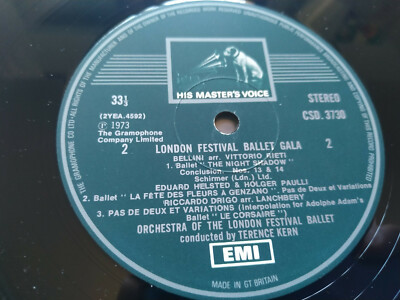 HIS MASTER'S VOICE
33⅓
STEREO
(2YEA.4592)
CSD. 3730
℗ 1973
The Gramophone
Company Limited
2 LONDON FESTIVAL BALLET GALA 2
BELLINI arr. VITTORIO RIETI
1. Ballet "THE NIGHT SHADOW"
Conclusion. Nos. 13 & 14
Schirmer (Ldn.) Ltd.
EDUARD HELSTED & HOLGER PAULLI
2. Ballet "LA FÊTE DES FLEURS A GENZANO". Pas de Deux et Variations
RICCARDO DRIGO arr. LANCHBERY
3. PAS DE DEUX ET VARIATIONS (Interpolation for Adolphe Adam's
Ballet "LE CORSAIRE")
ORCHESTRA OF THE LONDON FESTIVAL BALLET
conducted by TERENCE KERN
EMI
MADE IN GT BRITAIN